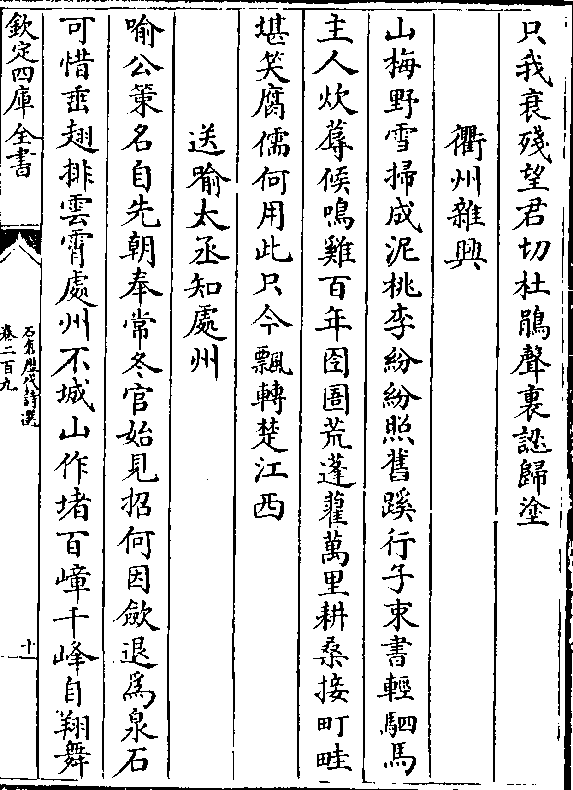 只我衰殘望君切杜鵑聲裏認歸塗
衢州雜興
山梅野雪掃成泥桃李紛紛照舊蹊行子束書輕駟馬
主人炊蓐候鳴雞百年囹圄荒蓬藋萬里耕桑接町畦
堪笑腐儒何用此只今飄轉楚江西
送喻太丞知處州
喻公策名自先朝奉常冬官始見招何因歛退爲泉石
可惜垂翅排雲霄處州不城山作堵百嶂千峰自翔舞
欽定四庫全書
石倉歷代詩選
卷二百九
十